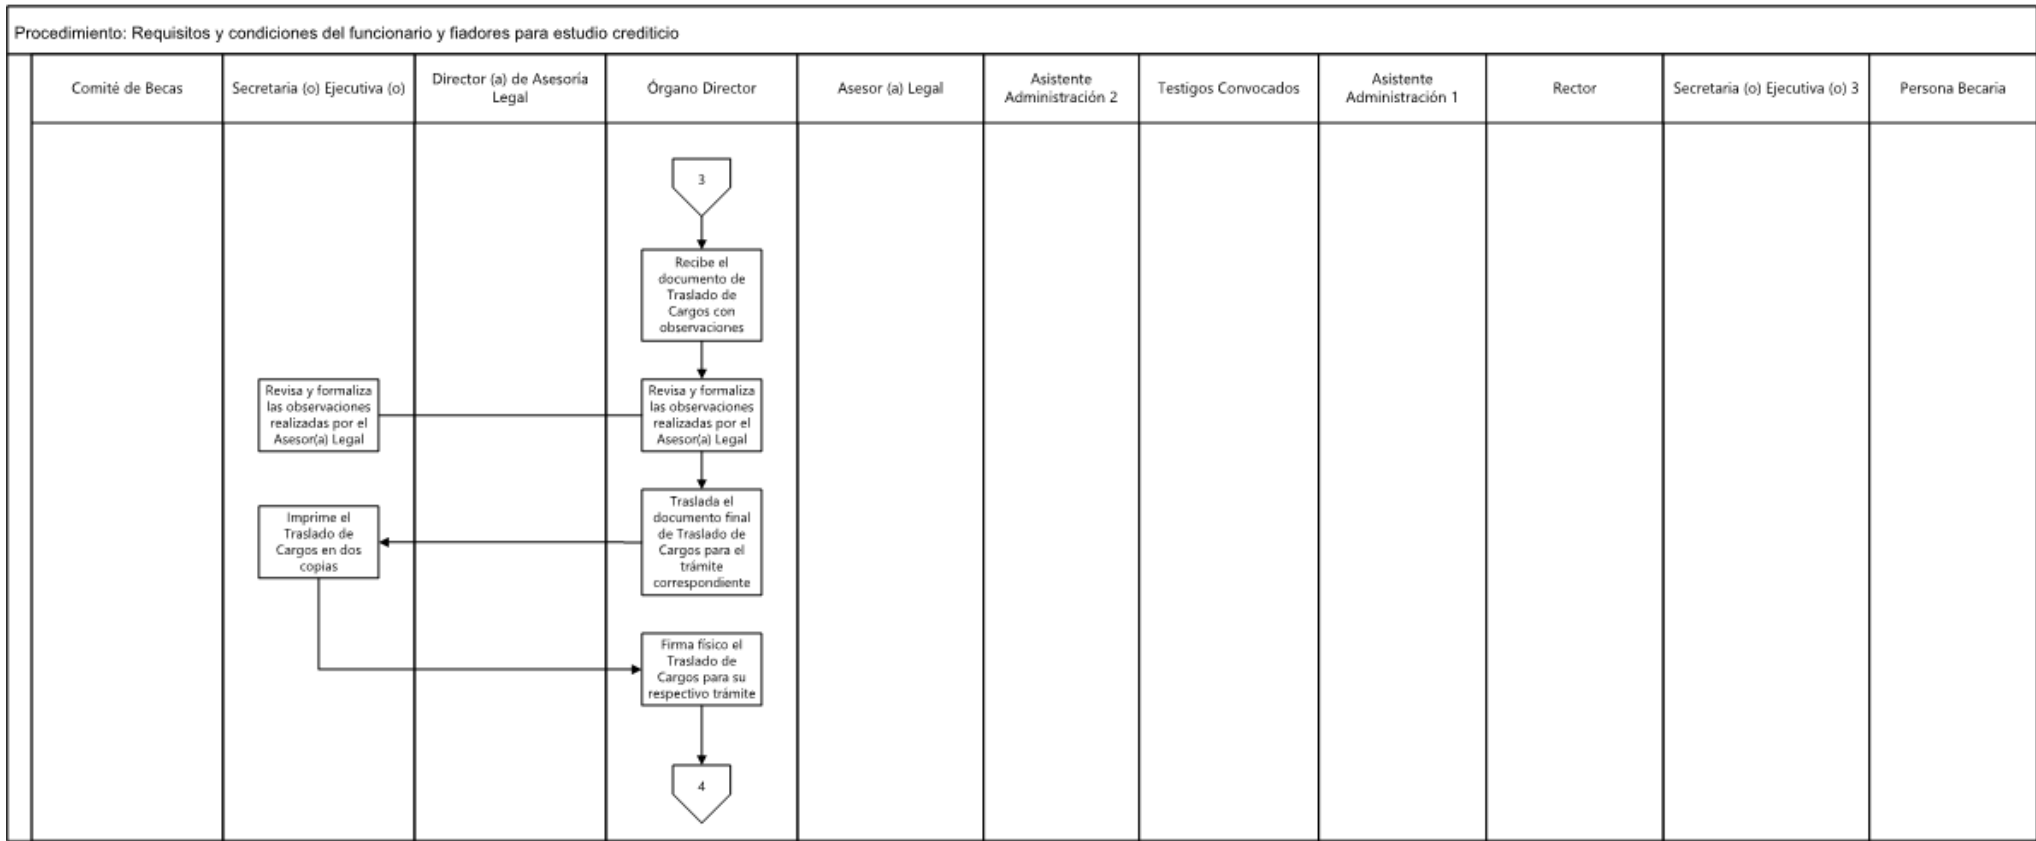 Procedimiento: Requisitos y condiciones del funcionario y fiadores para estudio crediticio
Comité de Becas
Secretaria (o) Ejecutiva (o)
Director (a) de Asesoría
Legal
Órgano Director
Asesor (a) Legal
Asistente
Administración 2
Testigos Convocados
Asistente
Administración 1
Rector
Secretaria (o) Ejecutiva (o) 3
Persona Becaria
3
Recibe el
documento de
Traslado de
Cargos con
observaciones
Revisa y formaliza
las observaciones
realizadas por el
Asesor(a) Legal
Revisa y formaliza
las observaciones
realizadas por el
Asesor(a) Legal
Traslada el
documento final
de Traslado de
Cargos para el
trámite
correspondiente
Imprime el
Traslado de
Cargos en dos
copias
Firma físico el
Traslado de
Cargos para su
respectivo trámite
4